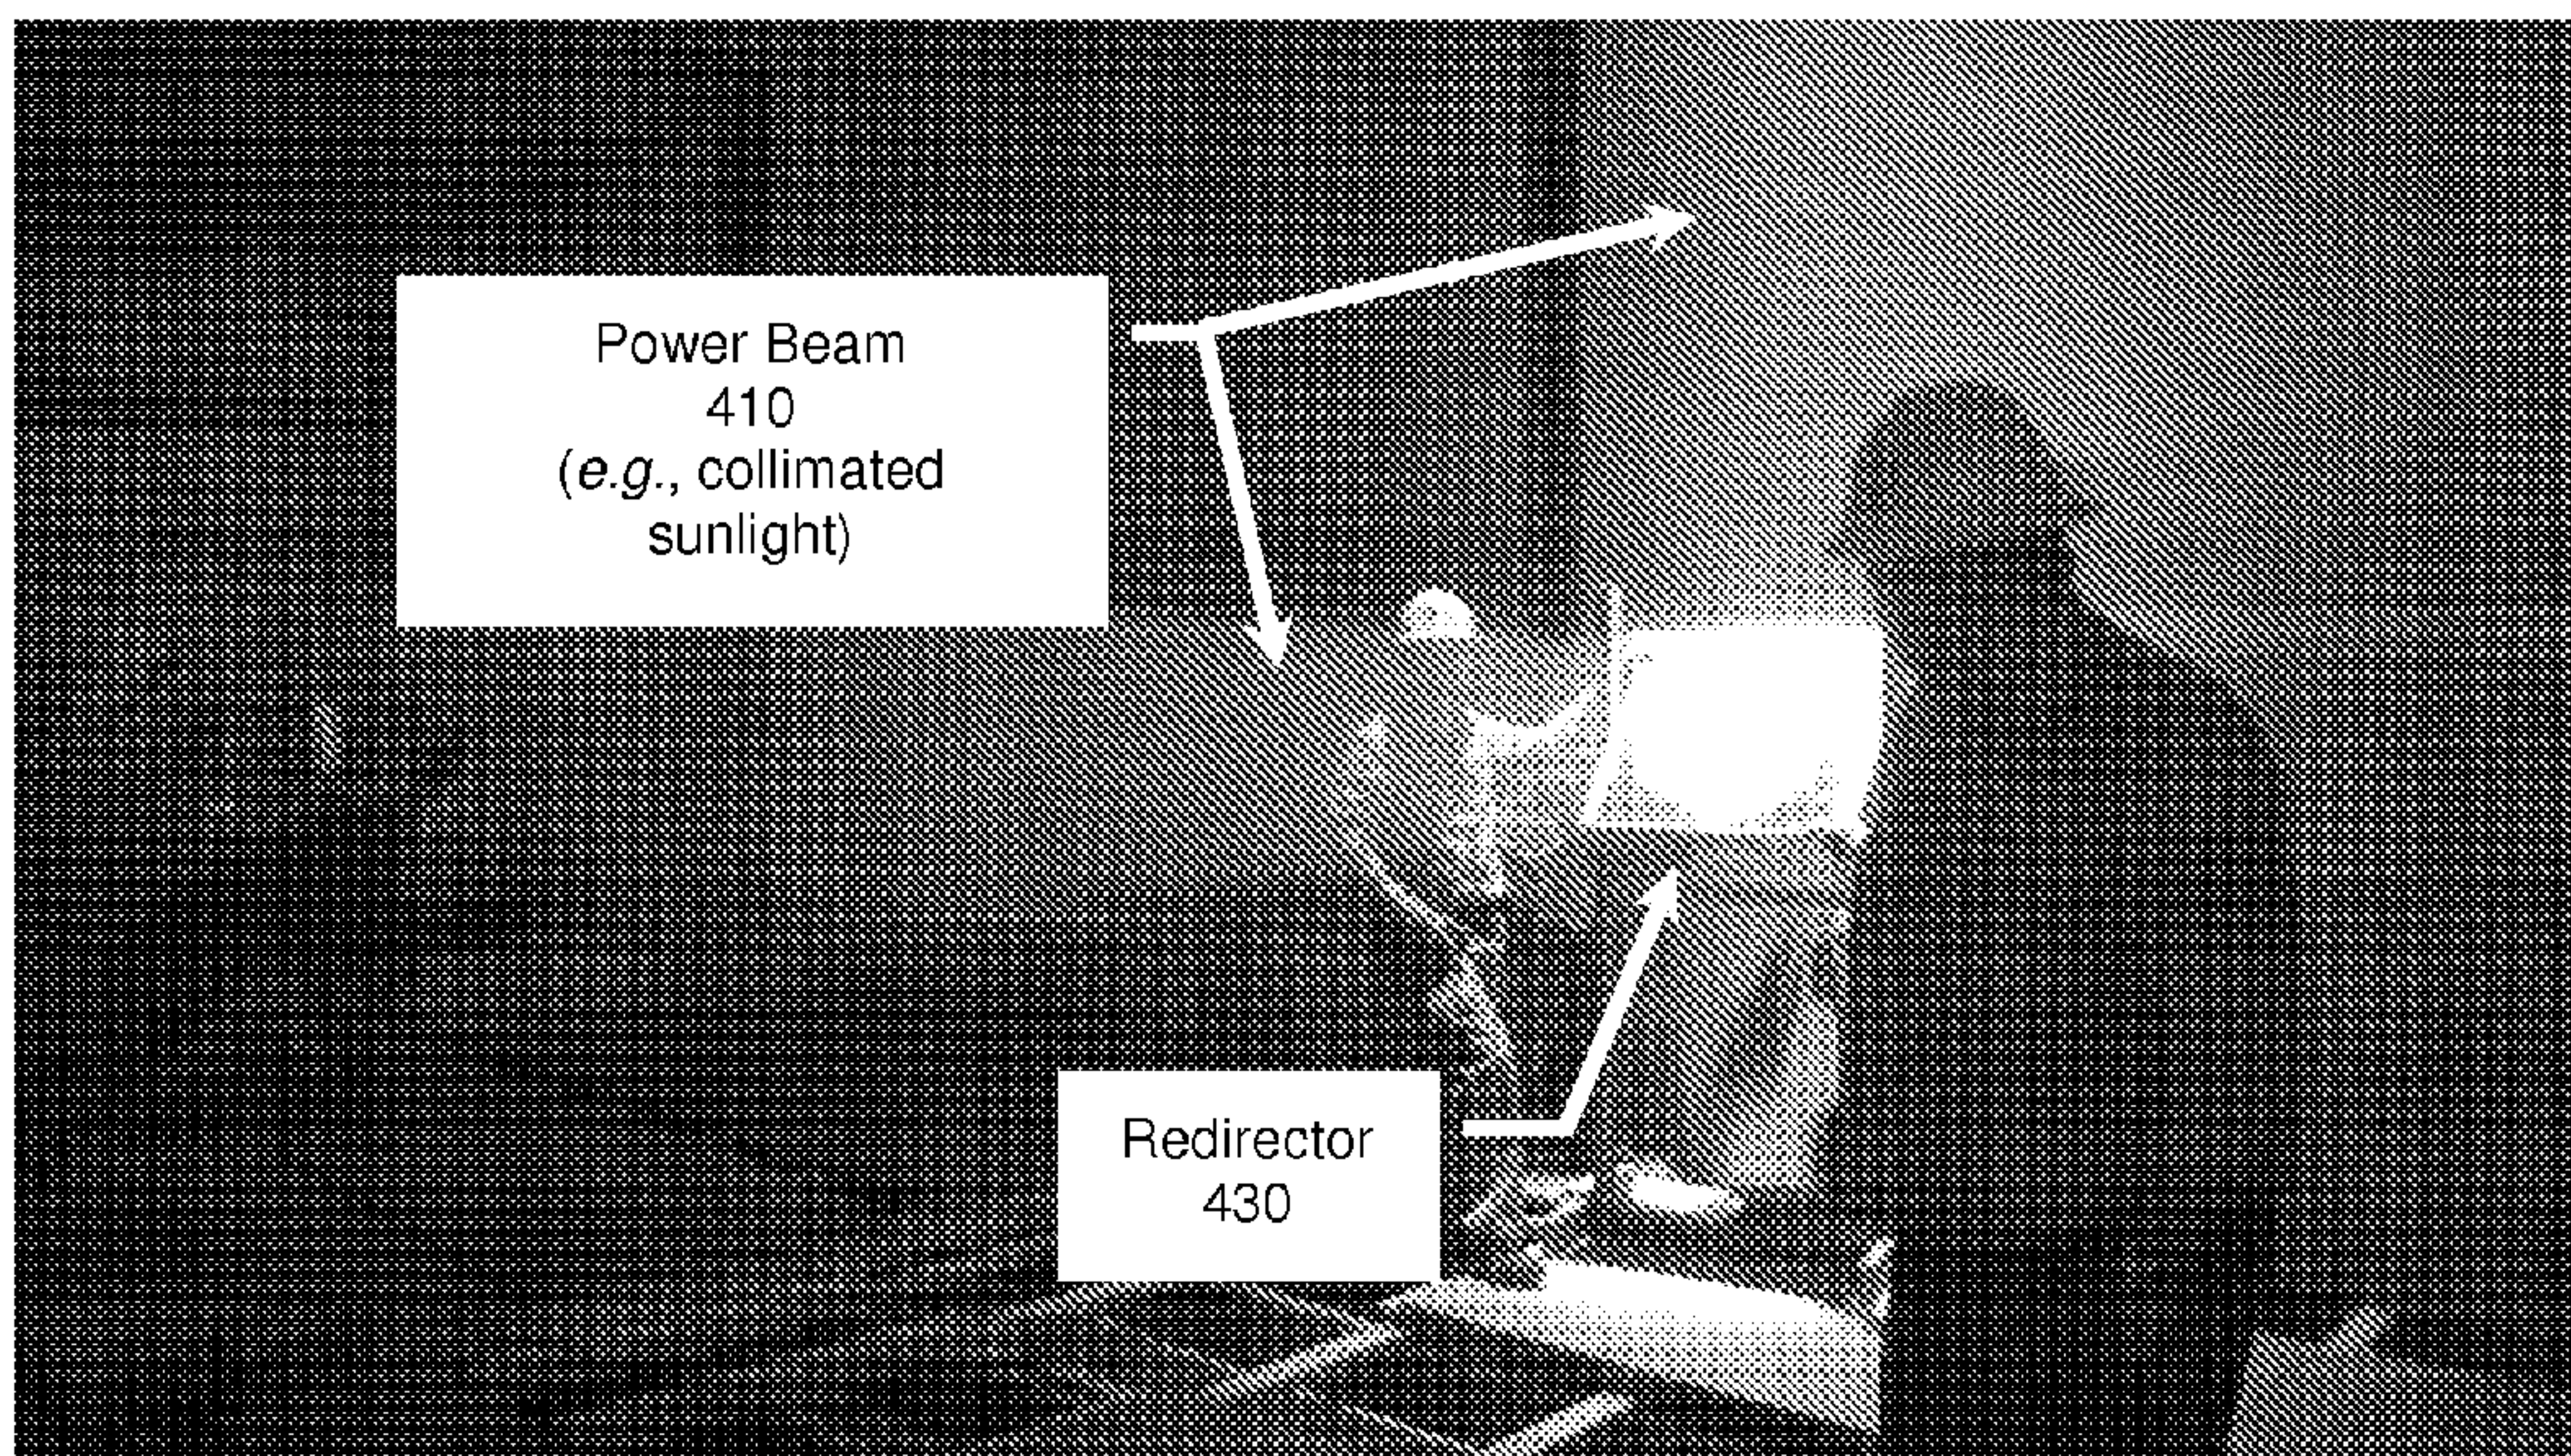 Power Beam
410
(e.g., collimated
sunlight)
Redirector
430